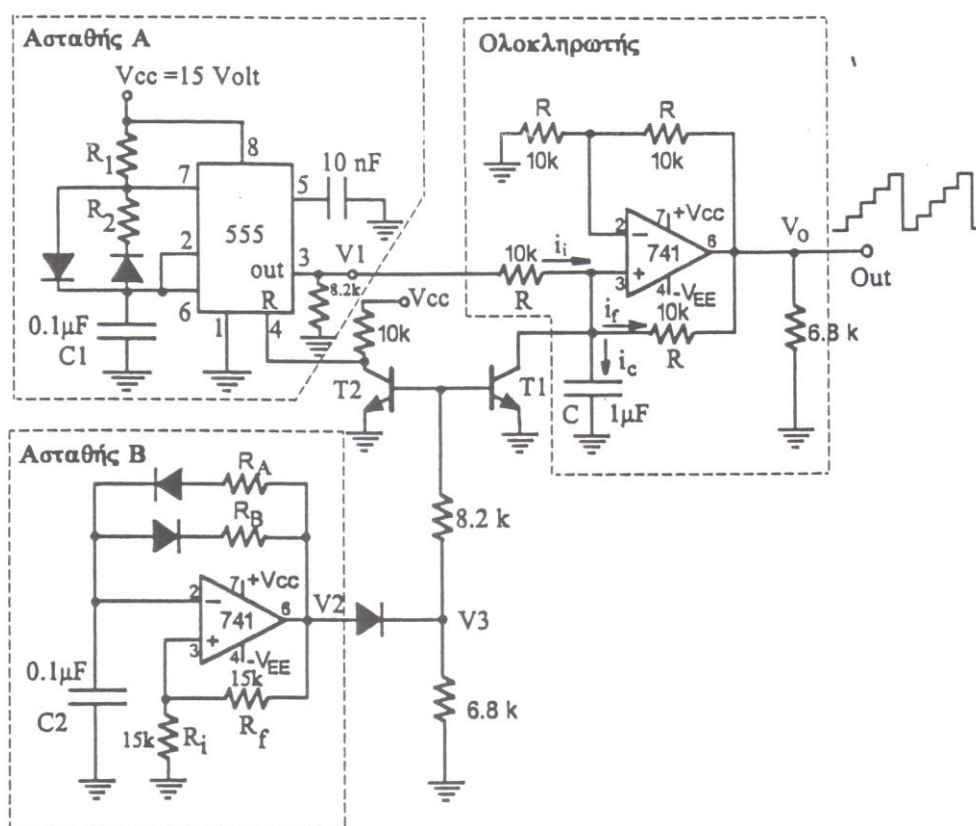 Ασταθής Α
Vcc =15 Volt
R1
R2
7
8
5
10 nF
2
555
6
out
3
V1
R
1
4
8.2k
0.1μF
C1
Vcc
10k
T2
T1
Ολοκληρωτής
R
10k
R
10k
10k
ii
R
2
7
+Vcc
741
6
3
4
-VEE
Vo
Out
10k
if
R
ic
C
1μF
6.8 k
Ασταθής Β
RA
RB
2
7
+Vcc
741
6
3
4
-VEE
V2
V3
0.1μF
C2
15k
Rf
15k
Ri
8.2 k
6.8 k